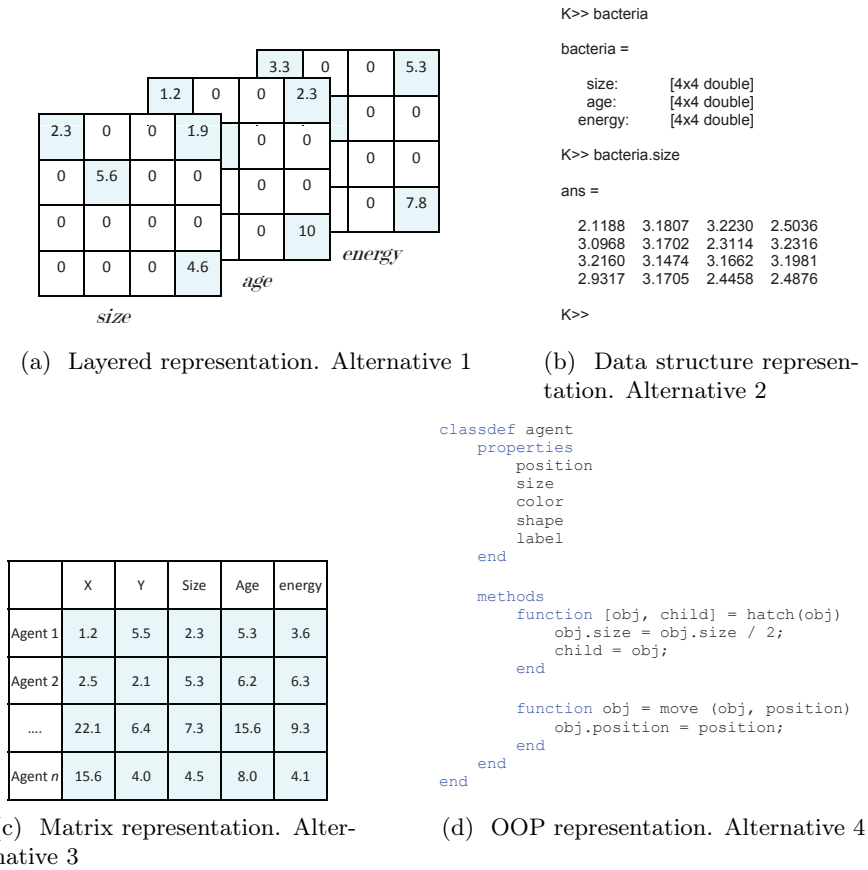 3.3 0 0 5.3
1.2 0 0 2.3
0 0
2.3 0 0 1.9
0 0
0 5.6 0 0
0 0
0 0
0 0 0 0
0 7.8
0 10
0 0 0 4.6
energy
age
size
(a) Layered representation. Alternative 1
K>> bacteria
bacteria =
size: [4x4 double]
age: [4x4 double]
energy: [4x4 double]
K>> bacteria.size
ans =
2.1188 3.1807 3.2230 2.5036
3.0968 3.1702 2.3114 3.2316
3.2160 3.1474 3.1662 3.1981
2.9317 3.1705 2.4458 2.4876
K>>
(b) Data structure represen-
tation. Alternative 2
X Y Size Age energy
Agent 1 1.2 5.5 2.3 5.3 3.6
Agent 2 2.5 2.1 5.3 6.2 6.3
.... 22.1 6.4 7.3 15.6 9.3
Agent n 15.6 4.0 4.5 8.0 4.1
c) Matrix representation. Alter-
native 3
classdef agent
properties
position
size
color
shape
label
end
methods
function [obj, child] = hatch(obj)
obj.size = obj.size / 2;
child = obj;
end
function obj = move (obj, position)
obj.position = position;
end
end
end
(d) OOP representation. Alternative 4